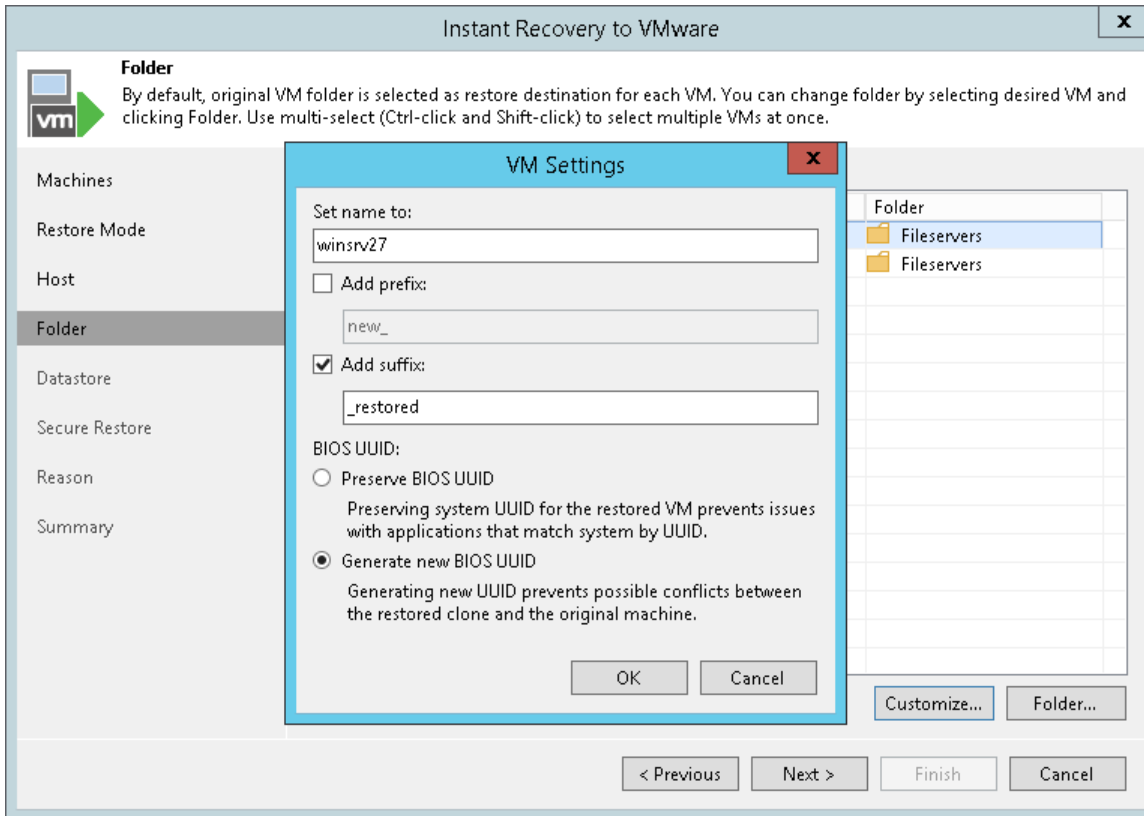 Instant Recovery to VMware
x
Folder
By default, original VM folder is selected as restore destination for each VM. You can change folder by selecting desired VM and
clicking Folder. Use multi-select (Ctrl-click and Shift-click) to select multiple VMs at once.
vm
Machines
Restore Mode
Host
Folder
Datastore
Secure Restore
Reason
Summary
VM Settings
x
Set name to:
winsrv27
Add prefix:
new_
Add suffix:
_restored
BIOS UUID:
Preserve BIOS UUID
Preserving system UUID for the restored VM prevents issues
with applications that match system by UUID.
Generate new BIOS UUID
Generating new UUID prevents possible conflicts between
the restored clone and the original machine.
OK
Cancel
Folder
Fileservers
Fileservers
Customize...
Folder...
< Previous
Next >
Finish
Cancel